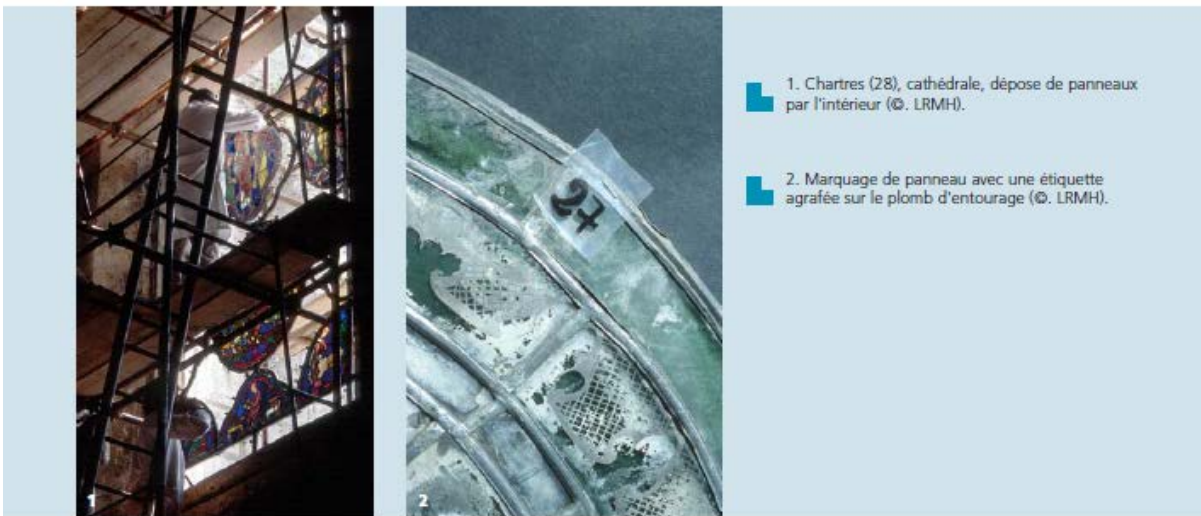 1. Chartres (28), cathédrale, dépose de panneaux
par l'intérieur (©. LRMH).
2. Marquage de panneau avec une étiquette
agrafée sur le plomb d'entourage (©. LRMH).
27
1
2